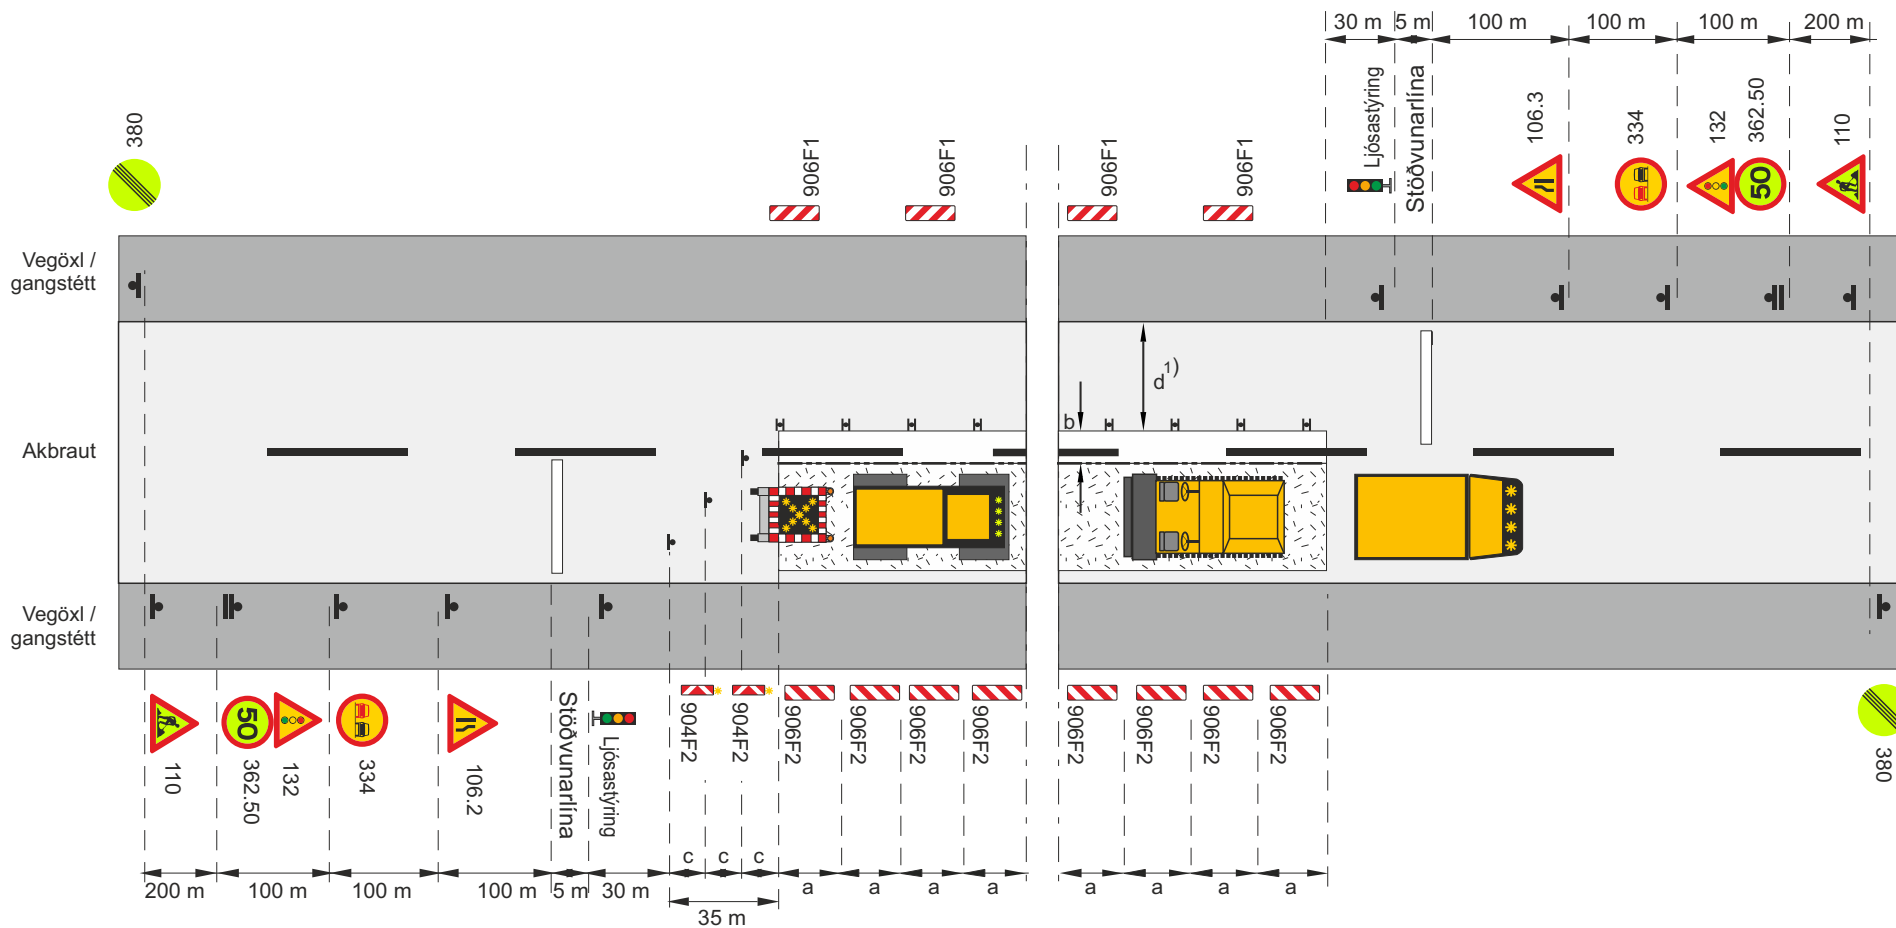 30 m 5 m 100 m 100 m 100 m 200 m
380
906F1 906F1 906F1 906F1
Ljósastýring
Stöðvunarlína
106.3
334
132
362.50
110
50
Vegöxl /
gangstétt
d1)
b
Akbraut
Vegöxl /
gangstétt
50
110
362.50
132
334
106.2
Stöðvunarlína
Ljósastýring
904F2 904F2 906F2 906F2 906F2 906F2 906F2 906F2 906F2 906F2
380
c c c
200 m 100 m 100 m 100 m 5 m 30 m a a a a a a a a
35 m